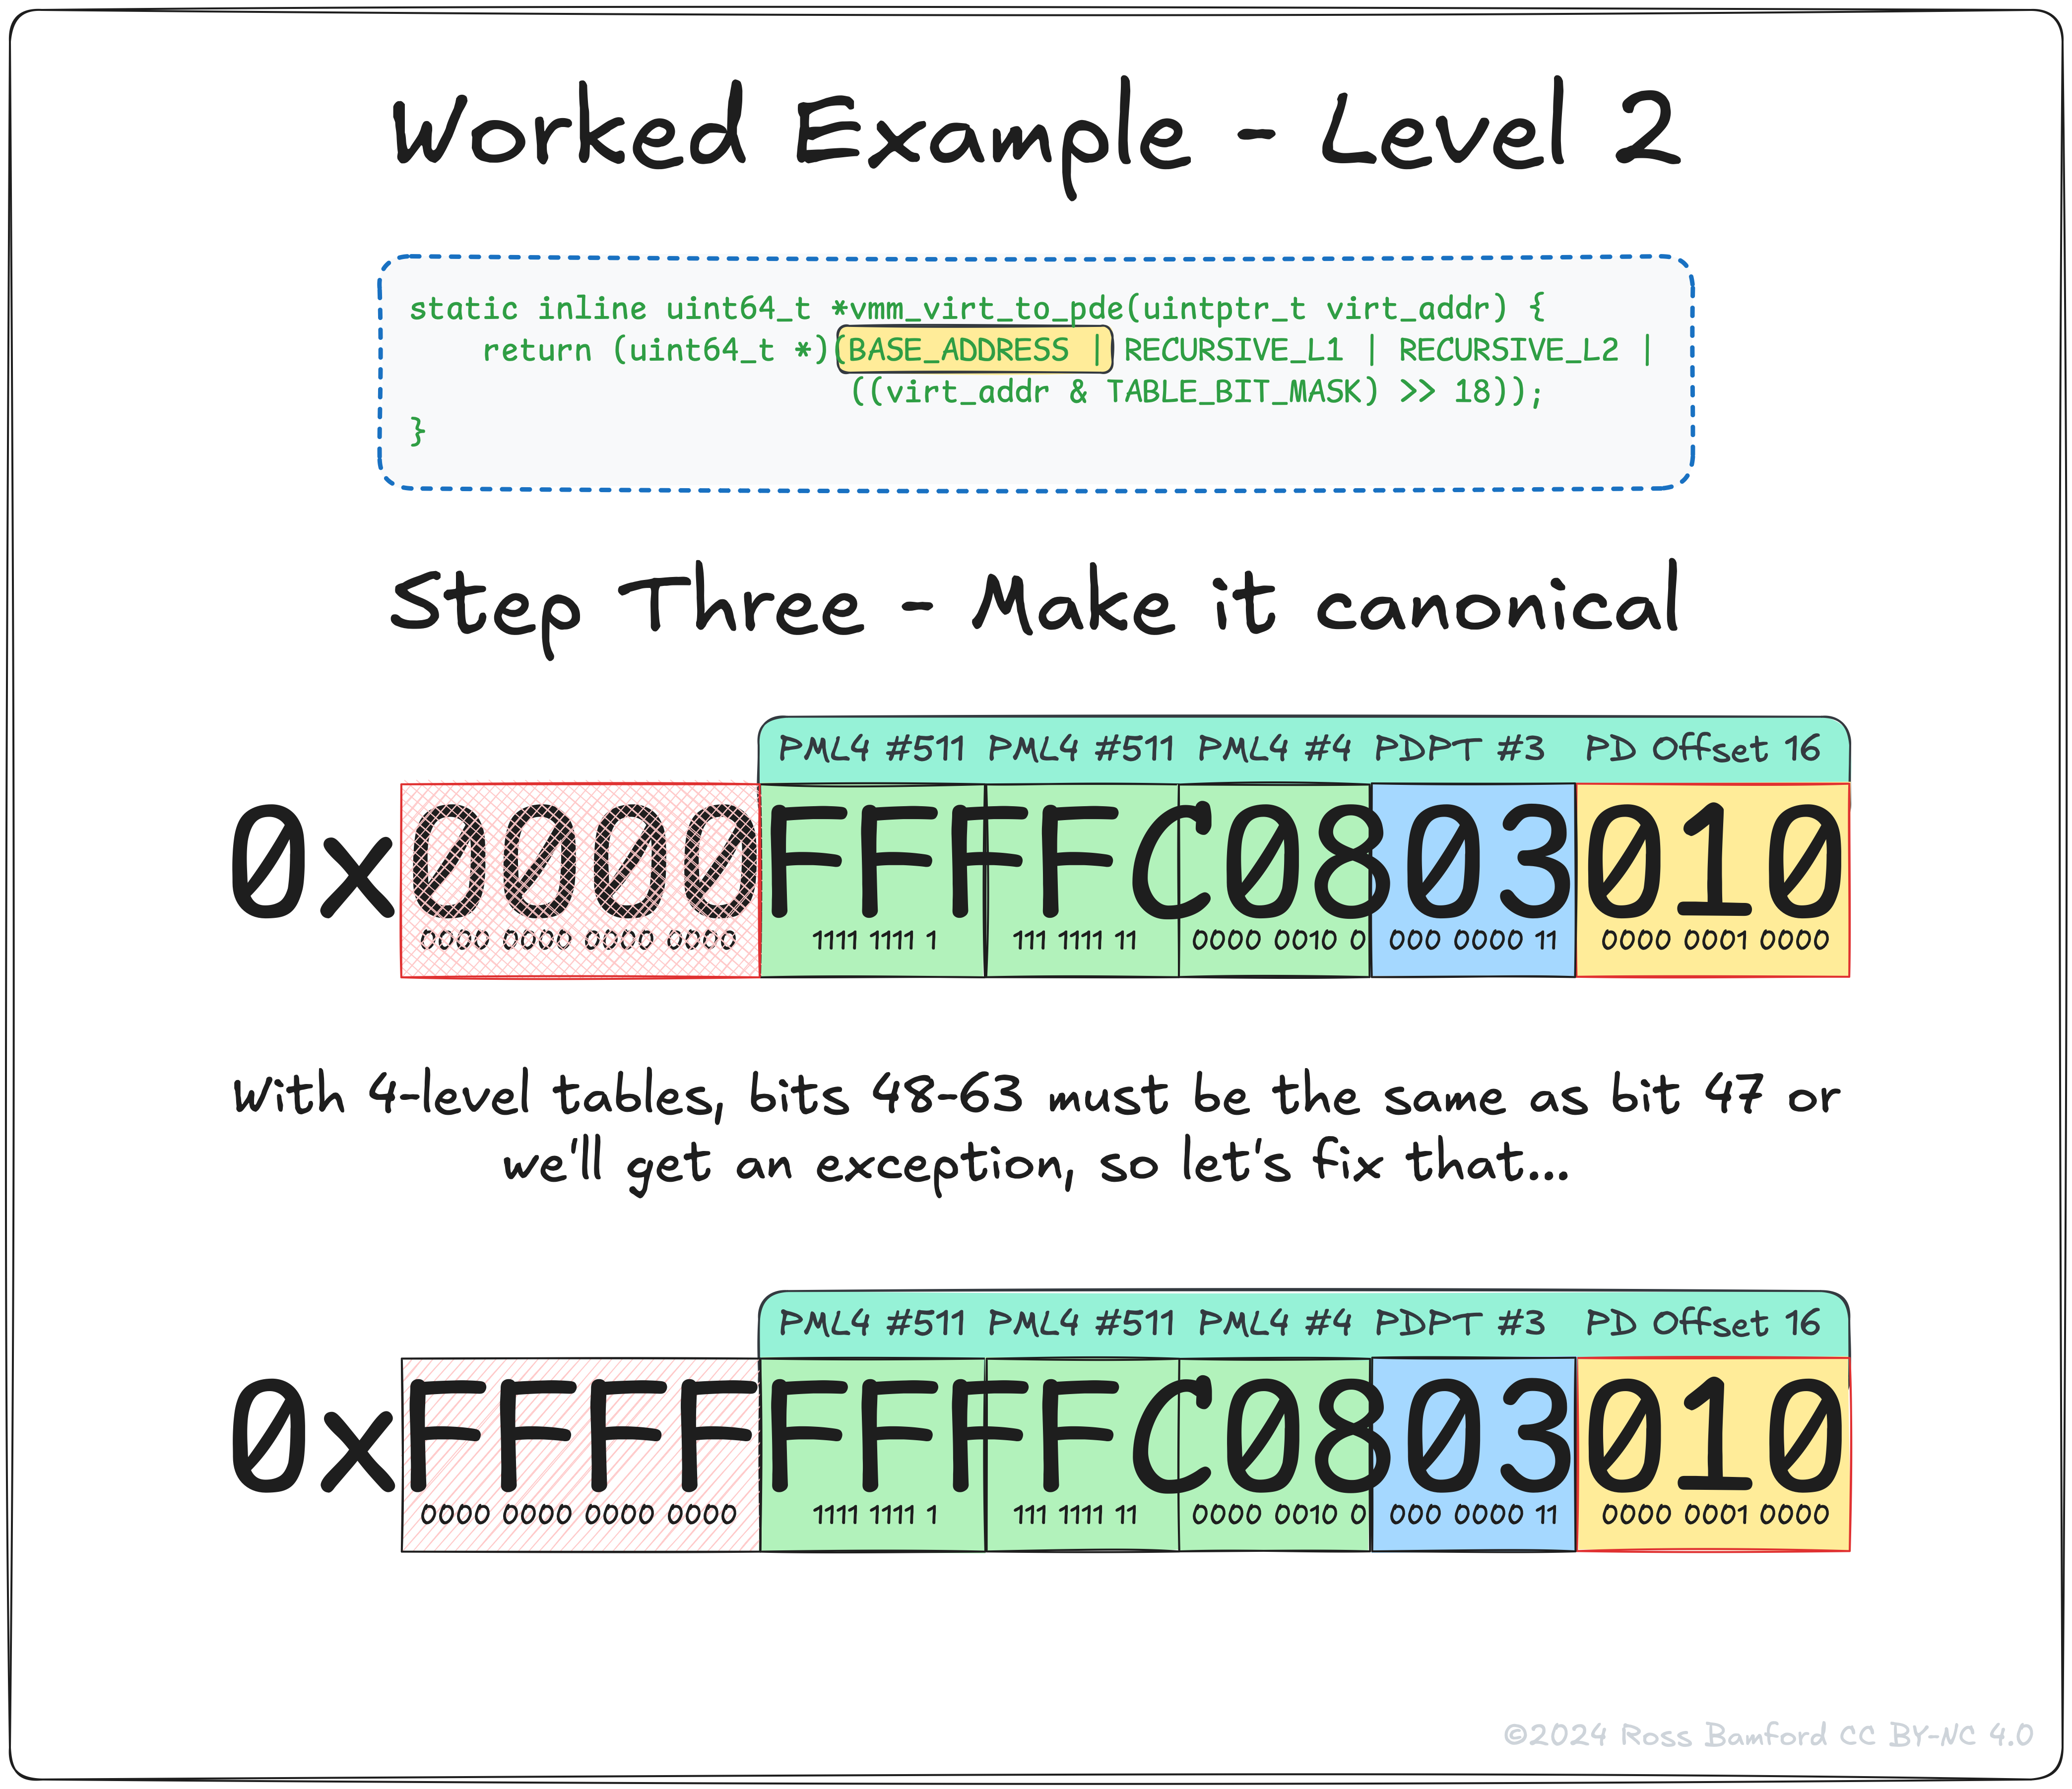 Worked Example - Level 2
static inline uint64_t *vmm_virt_to_pde(uintptr_t virt_addr) {
return (uint64_t *)(BASE_ADDRESS | RECURSIVE_L1 | RECURSIVE_L2 |
((virt_addr & TABLE_BIT_MASK) >> 18));
}
Step Three - Make it canonical
PML4 #511 PML4 #511 PML4 #4 PDPT #3 PD Offset 16
0x0000FFFFC0803010
0000 0000 0000 0000 1111 1111 1 111 1111 11 0000 0010 0 000 0000 11 0000 0001 0000
With 4-level tables, bits 48-63 must be the same as bit 47 or
we'll get an exception, so let's fix that...
PML4 #511 PML4 #511 PML4 #4 PDPT #3 PD Offset 16
0xFFFFFFFFC0803010
0000 0000 0000 0000 1111 1111 1 111 1111 11 0000 0010 0 000 0000 11 0000 0001 0000
©2024 Ross Bamford CC BY-NC 4.0